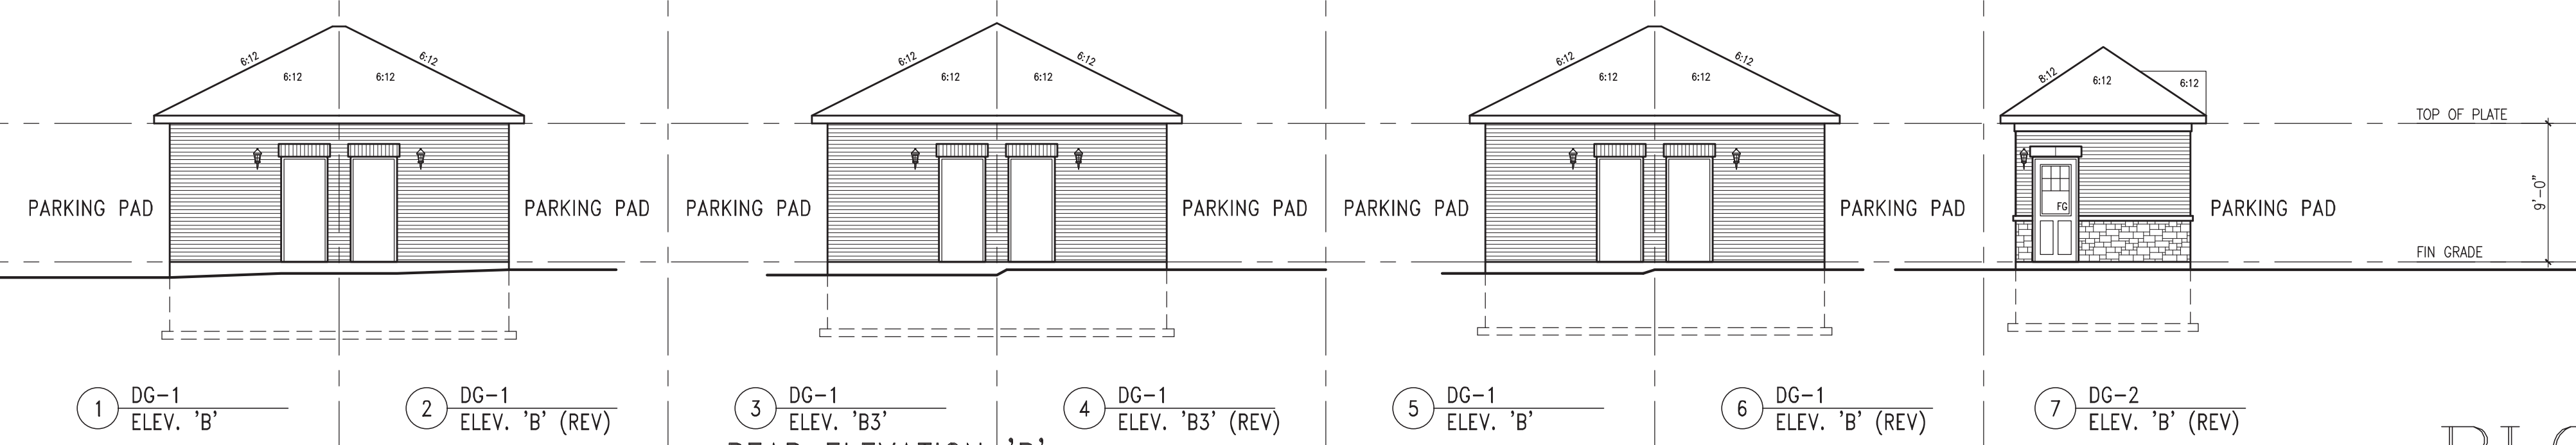 6:12 6:12 6:12 6:12
6:12 6:12 6:12 6:12
6:12 6:12 6:12 6:12
8:12 6:12 6:12
TOP OF PLATE
PARKING PAD PARKING PAD PARKING PAD PARKING PAD PARKING PAD PARKING PAD FG PARKING PAD
9'-0"
FIN GRADE
1 DG-1
ELEV. 'B'
2 DG-1
ELEV. 'B' (REV)
3 DG-1
ELEV. 'B3'
4 DG-1
ELEV. 'B3' (REV)
5 DG-1
ELEV. 'B'
6 DG-1
ELEV. 'B' (REV)
7 DG-2
ELEV. 'B' (REV)
REAR ELEVATION 'B'